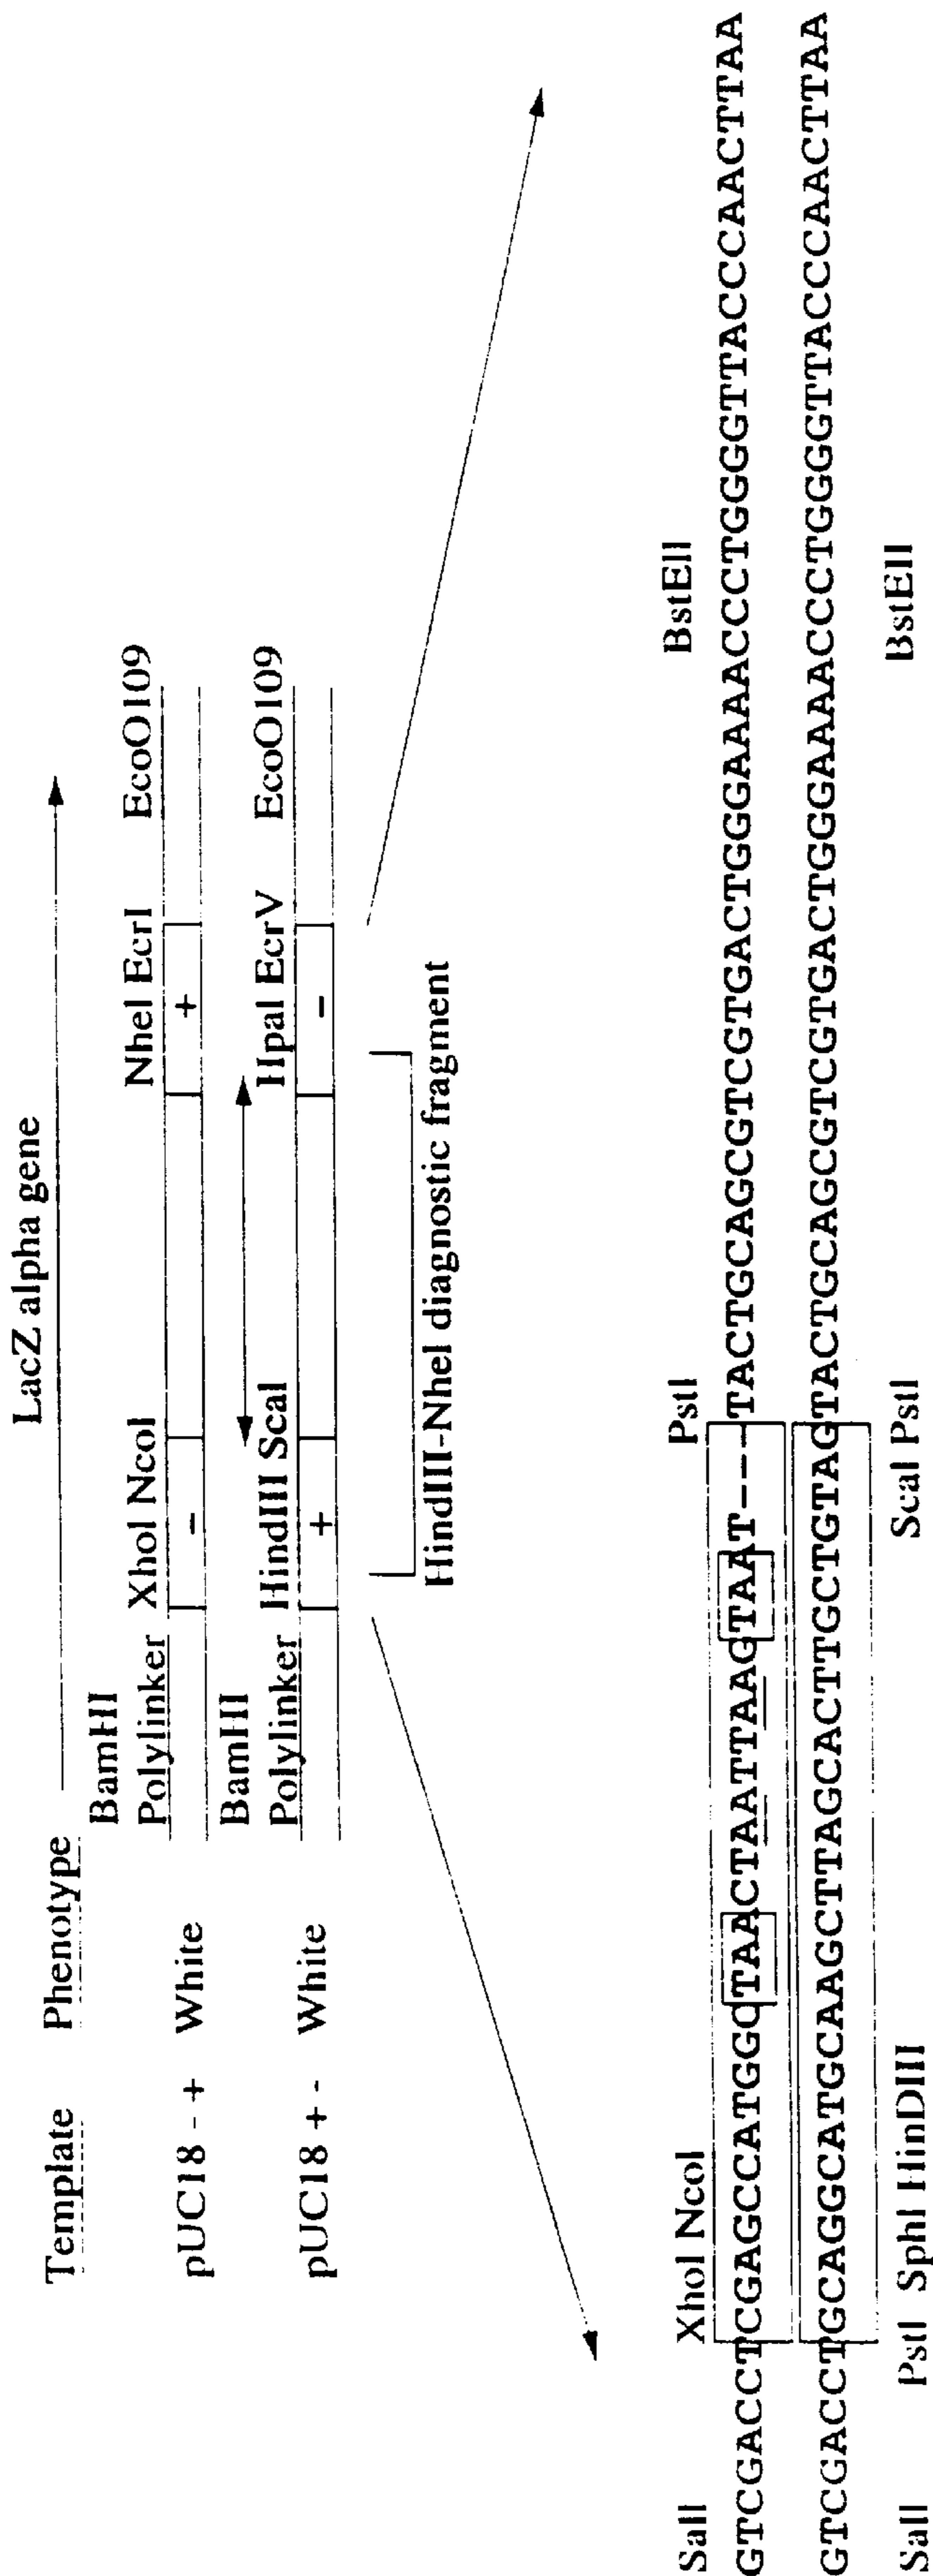 LacZ alpha gene
Template Phenotype
BamHI
Polylinker XhoI NcoI NheI EcrI EcoO109
pUC18 - + White - +
BamHI
Polylinker HindIII ScaI HpaI EcrV EcoO109
pUC18 + - White + -
HindIII-NheI diagnostic fragment
SalI XhoI NcoI PstI BstEII
GTCGACCTCGAGCCATGGCTAACTAATTAAGTAAT---TACTGCAGCGTCGTGACTGGGAAAACCCTGGGTTACCCAACTTAA
GTCGACCTGCAGGCATGCAAGCTTAGCACTTGCTGTAGTACTGCAGCGTCGTGACTGGGAAAACCCTGGGTTACCCAACTTAA
SalI PstI SphI HinDIII ScaI PstI BstEII